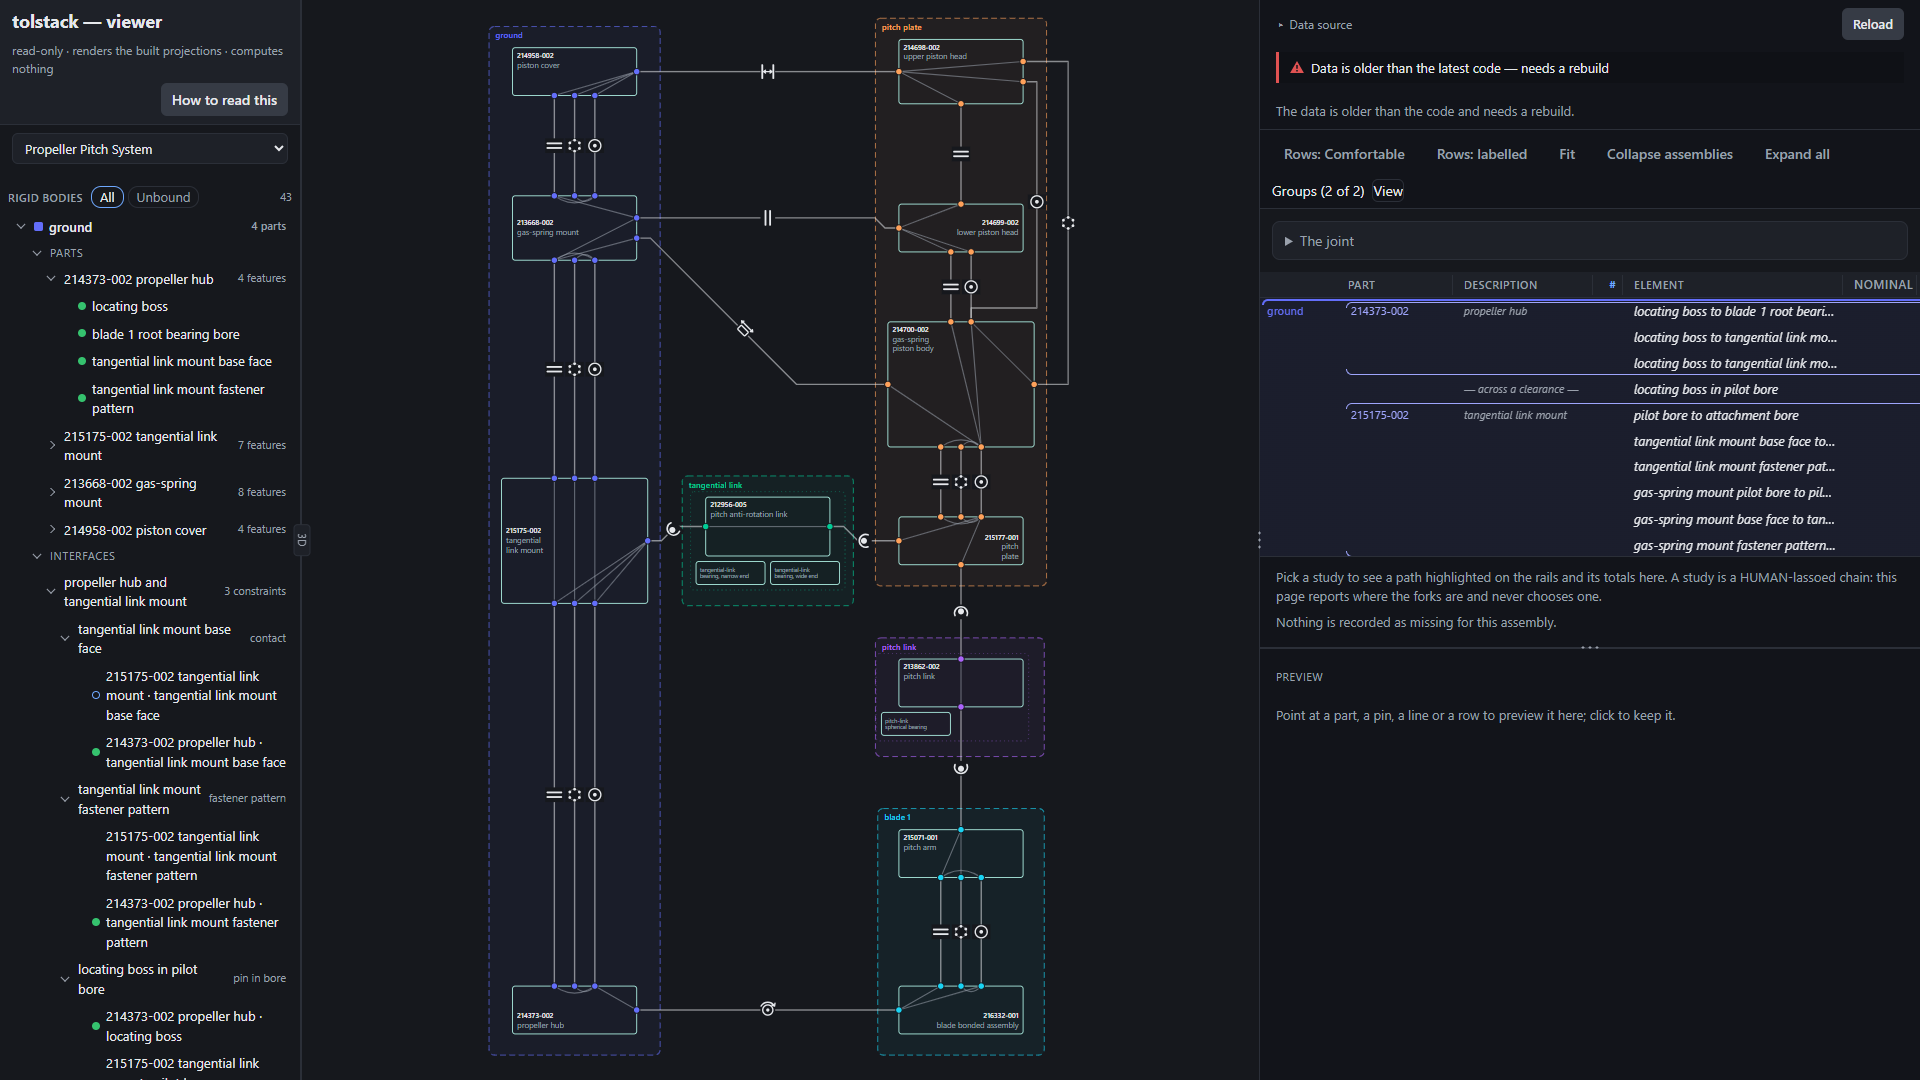 tolstack — viewer
read-only · renders the built projections · computes
nothing
How to read this
Propeller Pitch System
RIGID BODIES
All
Unbound
43
ground
4 parts
PARTS
214373-002 propeller hub
4 features
locating boss
blade 1 root bearing bore
tangential link mount base face
tangential link mount fastener
pattern
215175-002 tangential link
mount
7 features
213668-002 gas-spring
mount
8 features
214958-002 piston cover
4 features
INTERFACES
propeller hub and
tangential link mount
3 constraints
tangential link mount base
face
contact
215175-002 tangential link
mount · tangential link mount
base face
214373-002 propeller hub ·
tangential link mount base face
tangential link mount
fastener pattern
fastener pattern
215175-002 tangential link
mount · tangential link mount
fastener pattern
214373-002 propeller hub ·
tangential link mount fastener
pattern
locating boss in pilot
bore
pin in bore
214373-002 propeller hub ·
locating boss
215175-002 tangential link
3D
ground
214958-002
piston cover
213668-002
gas-spring mount
215175-002
tangential
link mount
214373-002
propeller hub
tangential link
212956-005
pitch anti-rotation link
tangential-link
bearing, narrow end
tangential-link
bearing, wide end
pitch plate
214698-002
upper piston head
214699-002
lower piston head
214700-002
gas-spring
piston body
215177-001
pitch
plate
pitch link
213862-002
pitch link
pitch-link
spherical bearing
blade 1
215071-001
pitch arm
216332-001
blade bonded assembly
Data source
Reload
Data is older than the latest code — needs a rebuild
The data is older than the code and needs a rebuild.
Rows: Comfortable
Rows: labelled
Fit
Collapse assemblies
Expand all
Groups (2 of 2)
View
The joint
PART
DESCRIPTION
#
ELEMENT
NOMINAL
ground
214373-002
propeller hub
locating boss to blade 1 root beari...
locating boss to tangential link mo...
locating boss to tangential link mo...
— across a clearance —
locating boss in pilot bore
215175-002
tangential link mount
pilot bore to attachment bore
tangential link mount base face to...
tangential link mount fastener pat...
gas-spring mount pilot bore to pil...
gas-spring mount base face to tan...
gas-spring mount fastener pattern...
Pick a study to see a path highlighted on the rails and its totals here. A study is a HUMAN-lassoed chain: this
page reports where the forks are and never chooses one.
Nothing is recorded as missing for this assembly.
PREVIEW
Point at a part, a pin, a line or a row to preview it here; click to keep it.